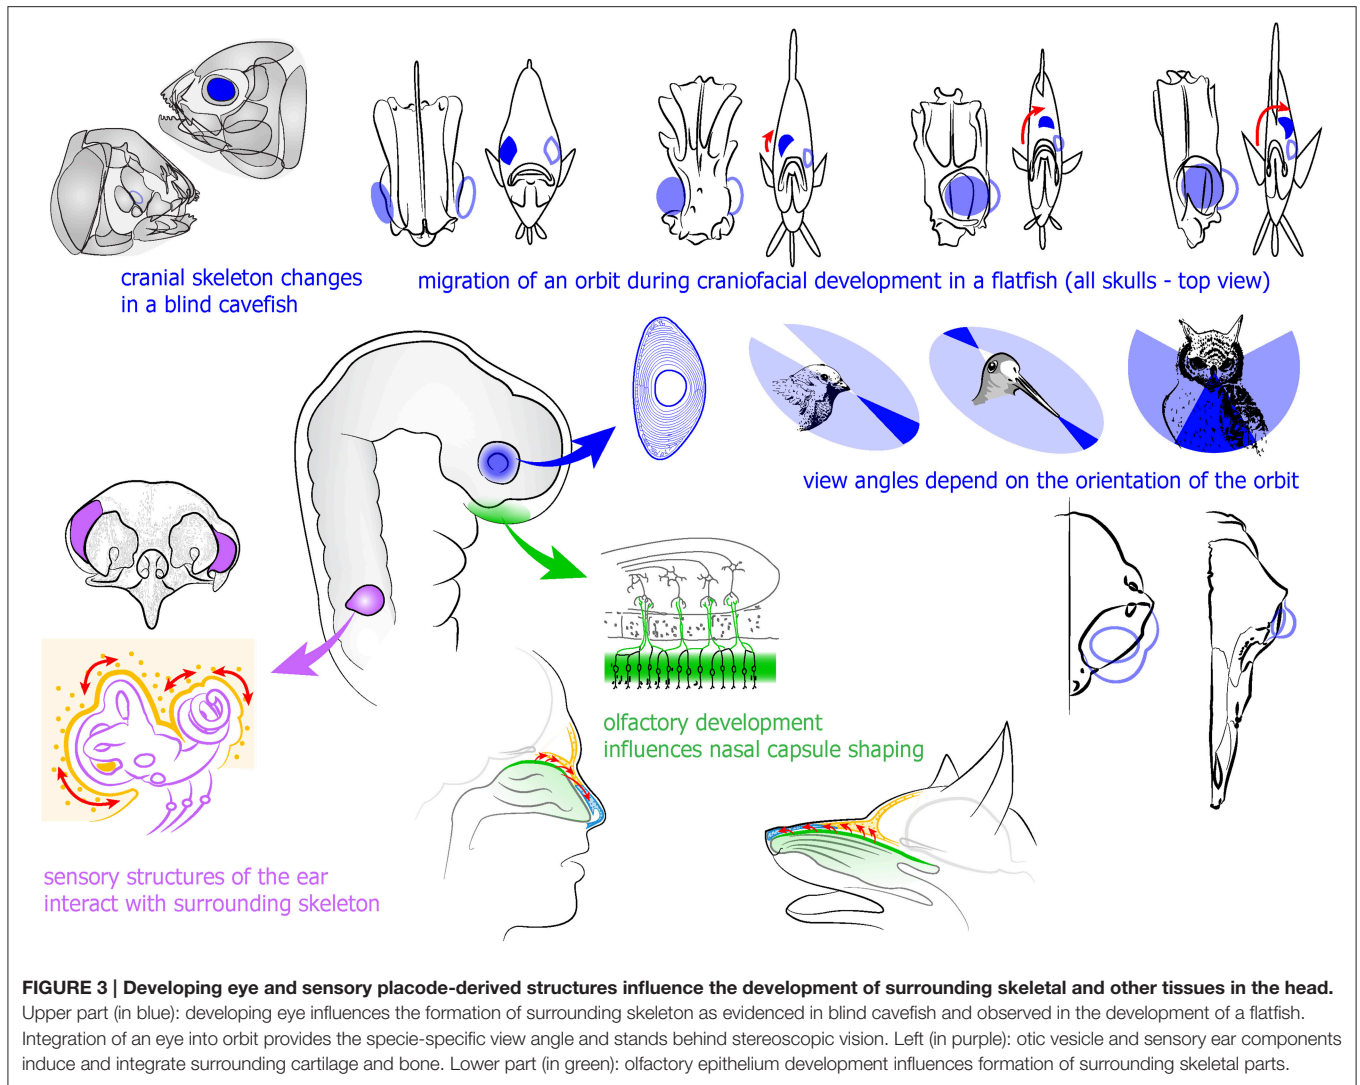 cranial skeleton changes
in a blind cavefish
migration of an orbit during craniofacial development in a flatfish (all skulls - top view)
view angles depend on the orientation of the orbit
olfactory development
influences nasal capsule shaping
sensory structures of the ear
interact with surrounding skeleton
FIGURE 3 | Developing eye and sensory placode-derived structures influence the development of surrounding skeletal and other tissues in the head.
Upper part (in blue): developing eye influences the formation of surrounding skeleton as evidenced in blind cavefish and observed in the development of a flatfish.
Integration of an eye into orbit provides the specie-specific view angle and stands behind stereoscopic vision. Left (in purple): otic vesicle and sensory ear components
induce and integrate surrounding cartilage and bone. Lower part (in green): olfactory epithelium development influences formation of surrounding skeletal parts.